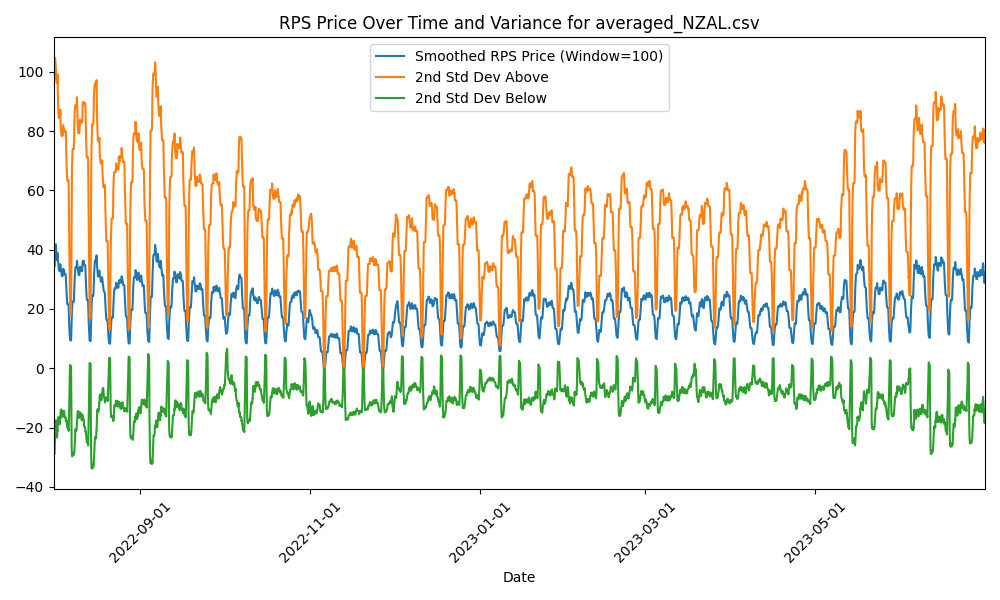 RPS Price Over Time and Variance for averaged_NZAL.csv
Smoothed RPS Price (Window=100)
2nd Std Dev Above
2nd Std Dev Below
100
80
60
40
20
0
−20
−40
2022-09-01
2022-11-01
2023-01-01
2023-03-01
2023-05-01
Date